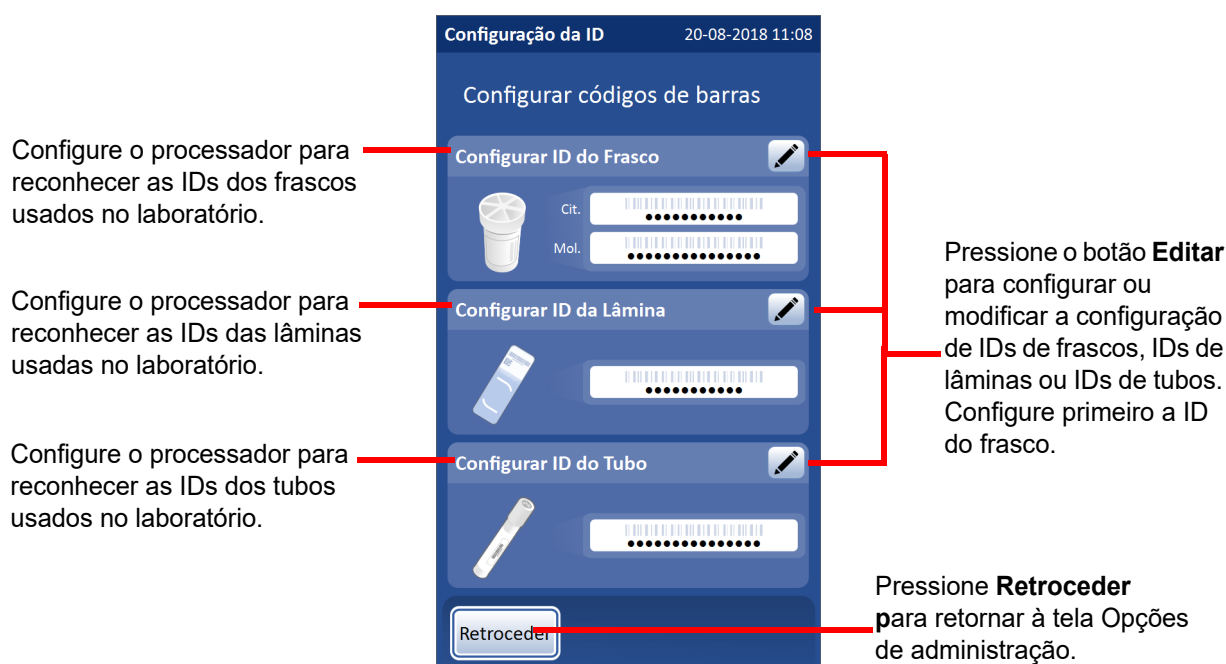 Configuração da ID
20-08-2018 11:08
Configurar códigos de barras
Configure o processador para
reconhecer as IDs dos frascos
usados no laboratório.
Configurar ID do Frasco
Cit.
Mol.
Configure o processador para
reconhecer as IDs das lâminas
usadas no laboratório.
Configurar ID da Lâmina
Configure o processador para
reconhecer as IDs dos tubos
usados no laboratório.
Configurar ID do Tubo
Pressione o botão Editar
para configurar ou
modificar a configuração
de IDs de frascos, IDs de
lâminas ou IDs de tubos.
Configure primeiro a ID
do frasco.
Retroceder
Pressione Retroceder
para retornar à tela Opções
de administração.